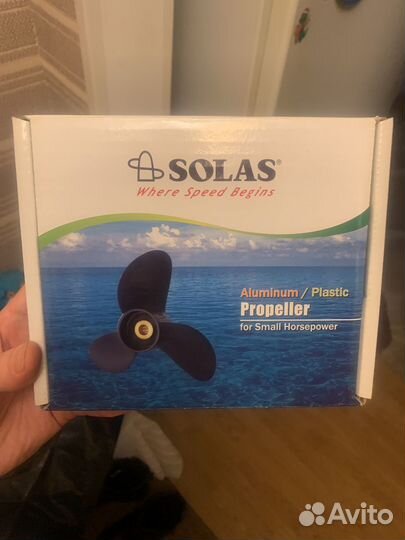 SOLAS®
Where Speed Begins
Aluminum / Plastic
Propeller
for Small Horsepower
Avito